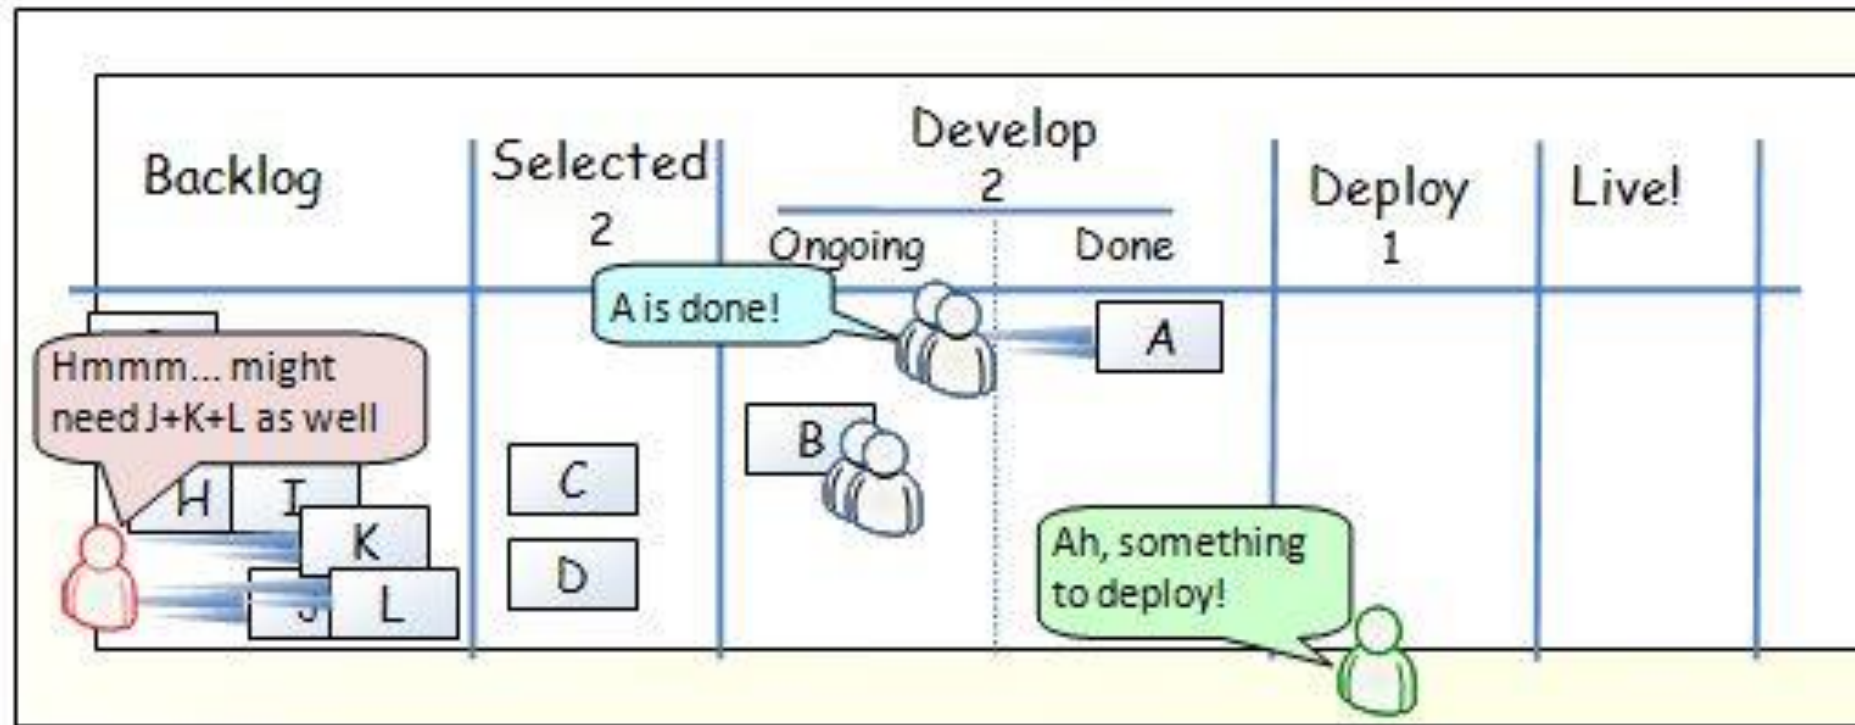 Backlog
Selected
2
Develop
2
Ongoing
Done
Deploy
1
Live!
A is done!
A
Hmmm... might
need J+K+L as well
B
H
I
C
K
D
J
L
Ah, something
to deploy!